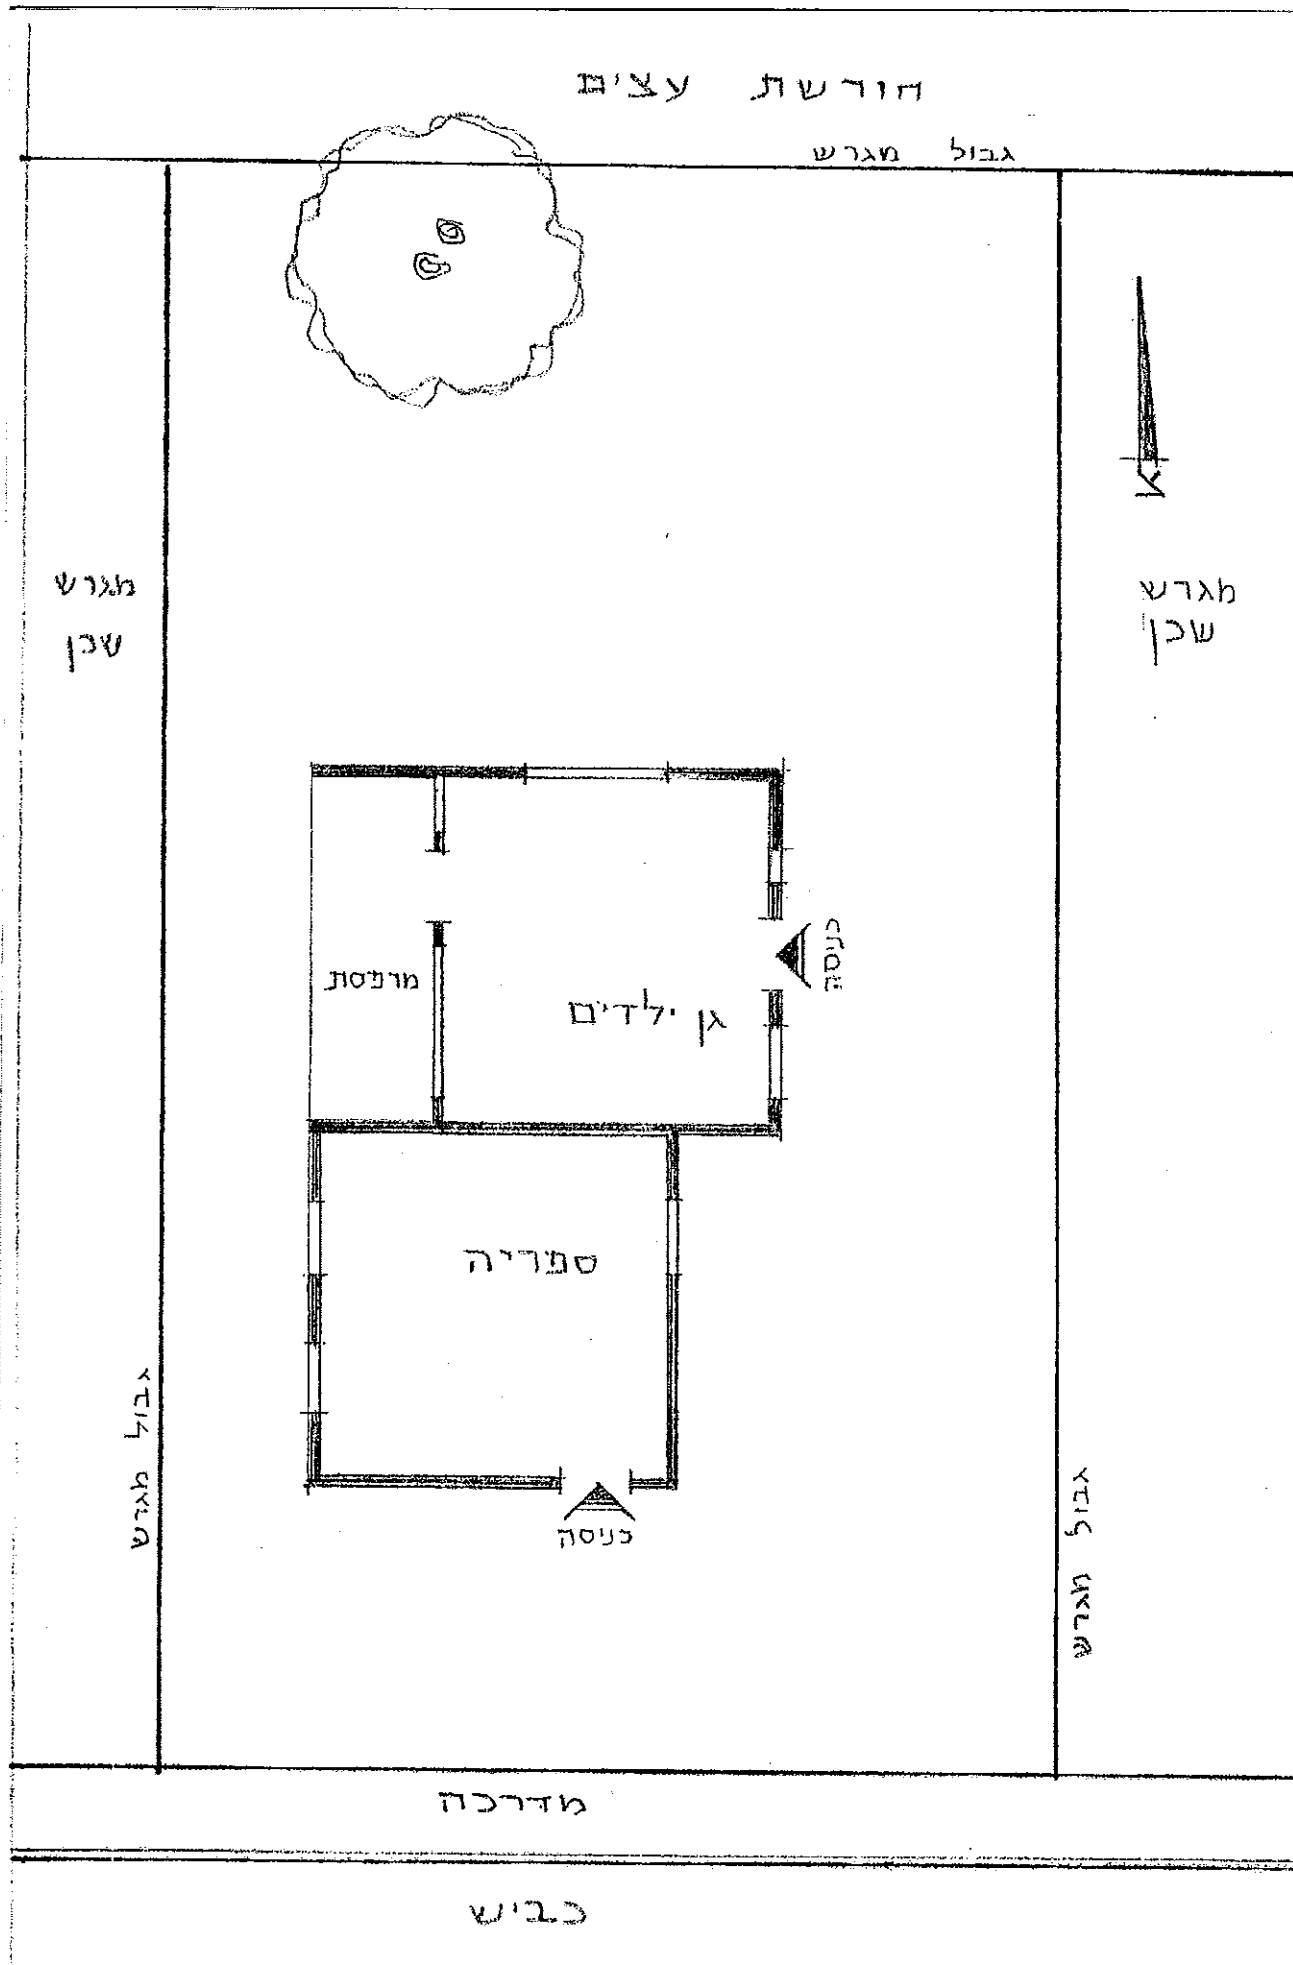 חורשת עצים
גבול מגרש
מגרש
שכן
מגרש
שכן
כניסה
מרפסת
גן ילדים
ספריה
גבול מגרש
גבול מגרש
כניסה
מדרכה
כביש